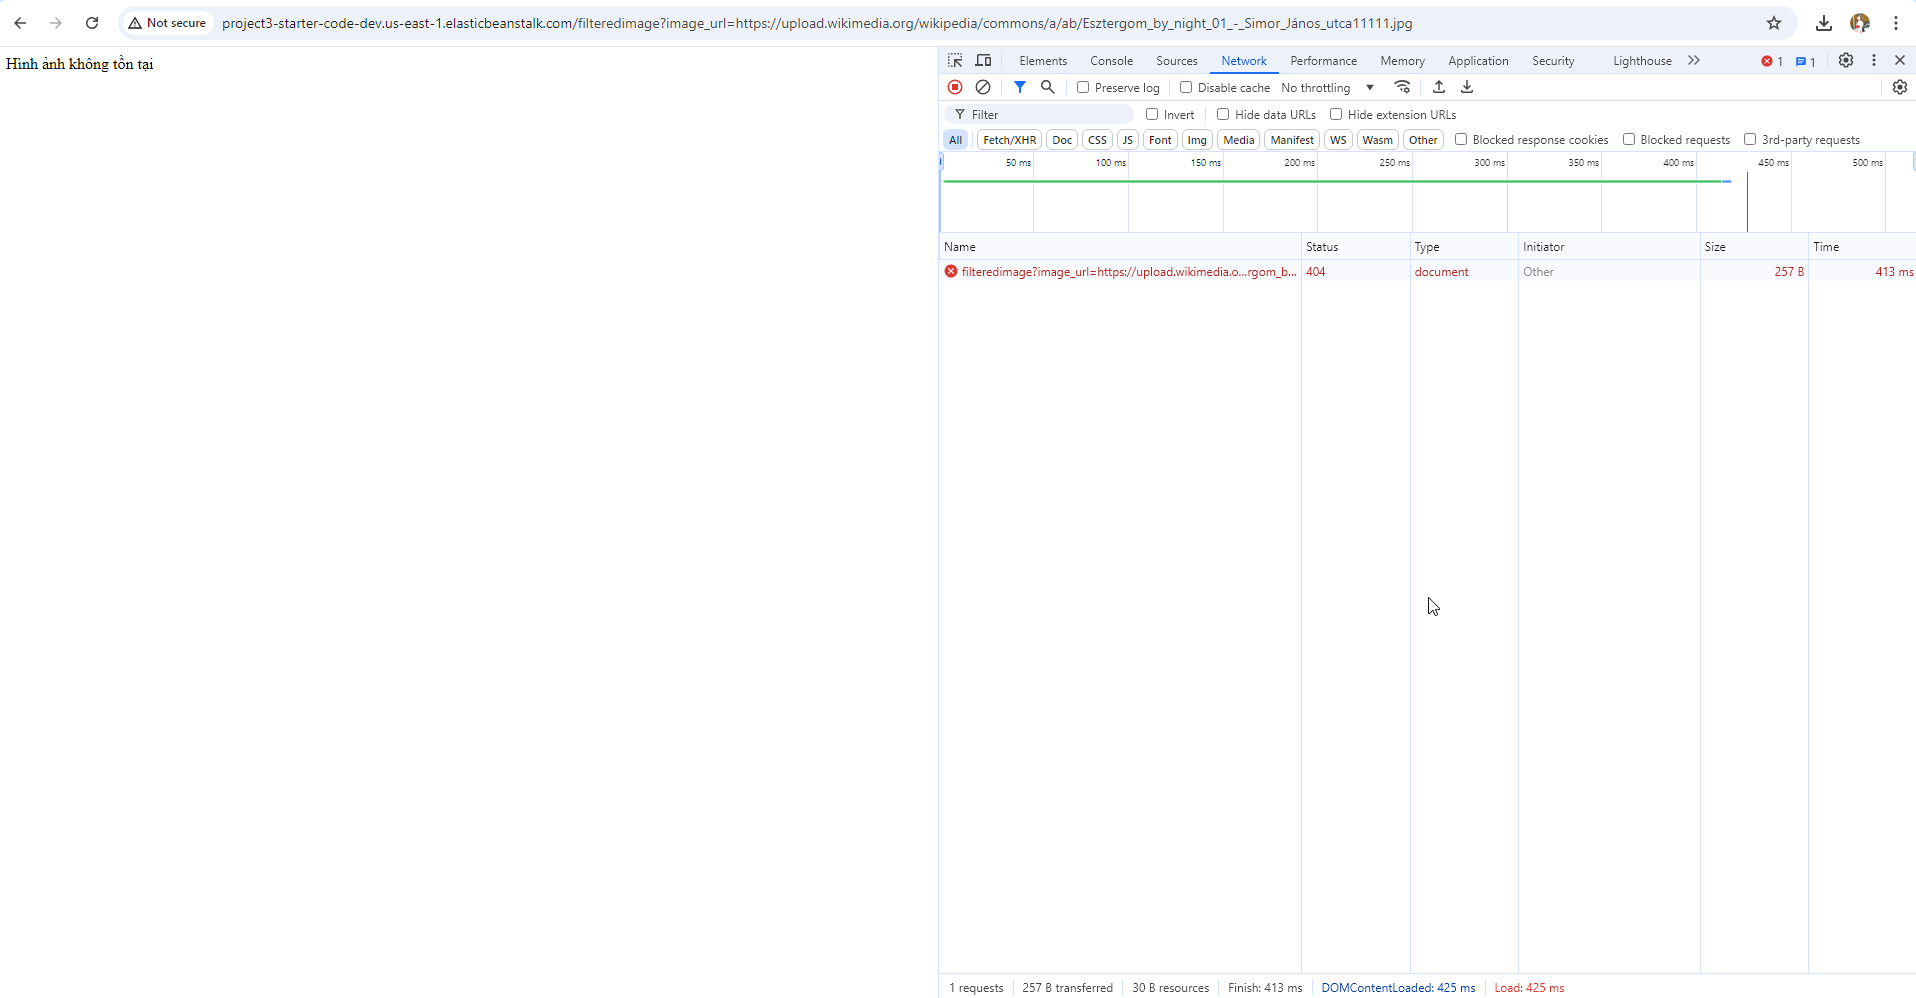 Not secure project3-starter-code-dev.us-east-1.elasticbeanstalk.com/filteredimage?image_url=https://upload.wikimedia.org/wikipedia/commons/a/ab/Esztergom_by_night_01_-_Simor_János_utca11111.jpg
Hình ảnh không tồn tại
Elements Console Sources Network Performance Memory Application Security Lighthouse 1 1
Preserve log Disable cache No throttling
Filter Invert Hide data URLs Hide extension URLs
All Fetch/XHR Doc CSS JS Font Img Media Manifest WS Wasm Other Blocked response cookies Blocked requests 3rd-party requests
50 ms 100 ms 150 ms 200 ms 250 ms 300 ms 350 ms 400 ms 450 ms 500 ms
Name Status Type Initiator Size Time
filteredimage?image_url=https://upload.wikimedia.o...rgom_b... 404 document Other 257 B 413 ms
1 requests 257 B transferred 30 B resources Finish: 413 ms DOMContentLoaded: 425 ms Load: 425 ms